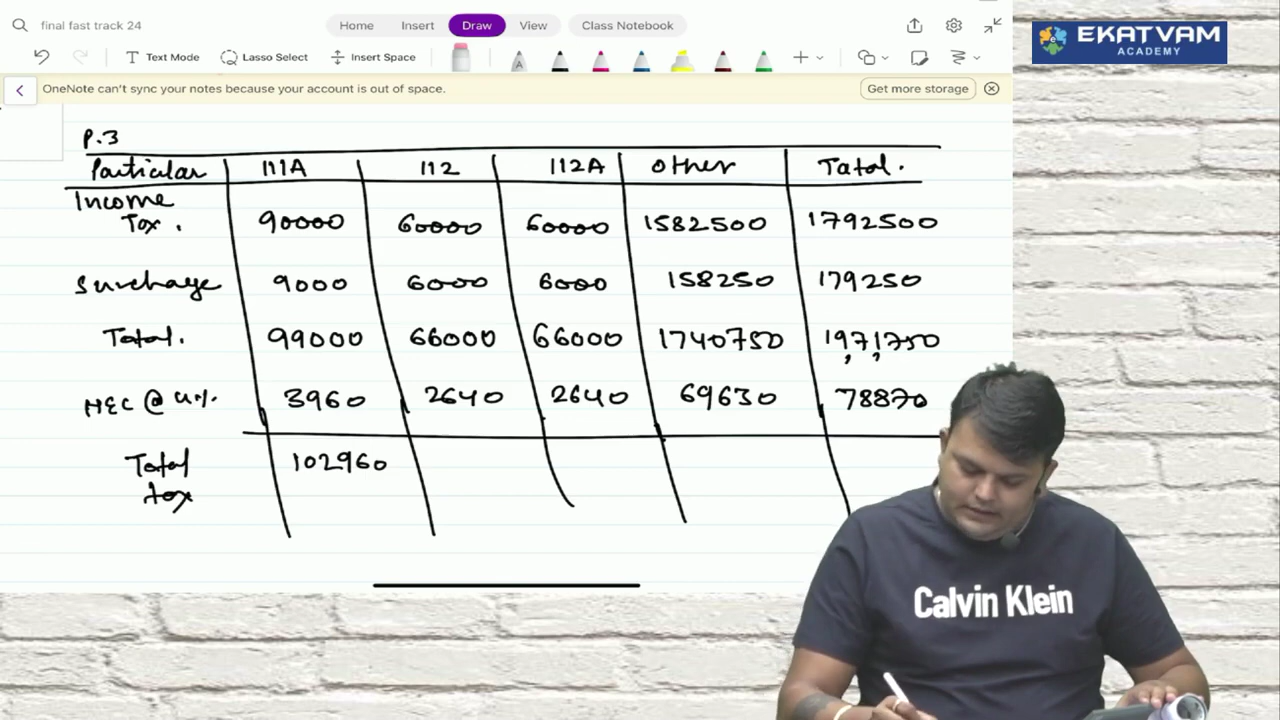 final fast track 24
Home Insert Draw View Class Notebook
EKATVAM
ACADEMY
Text Mode Lasso Select Insert Space
OneNote can't sync your notes because your account is out of space.
Get more storage
P.3
Particular 111A 112 112A Other Total.
Income
Tax. 90000 60000 60000 1582500 1792500
Surcharge 9000 6000 6000 158250 179250
Total. 99000 66000 66000 1740750 1971750
HEC @ 4%. 3960 2640 2640 69630 78870
Total 102960
tax
Calvin Klein